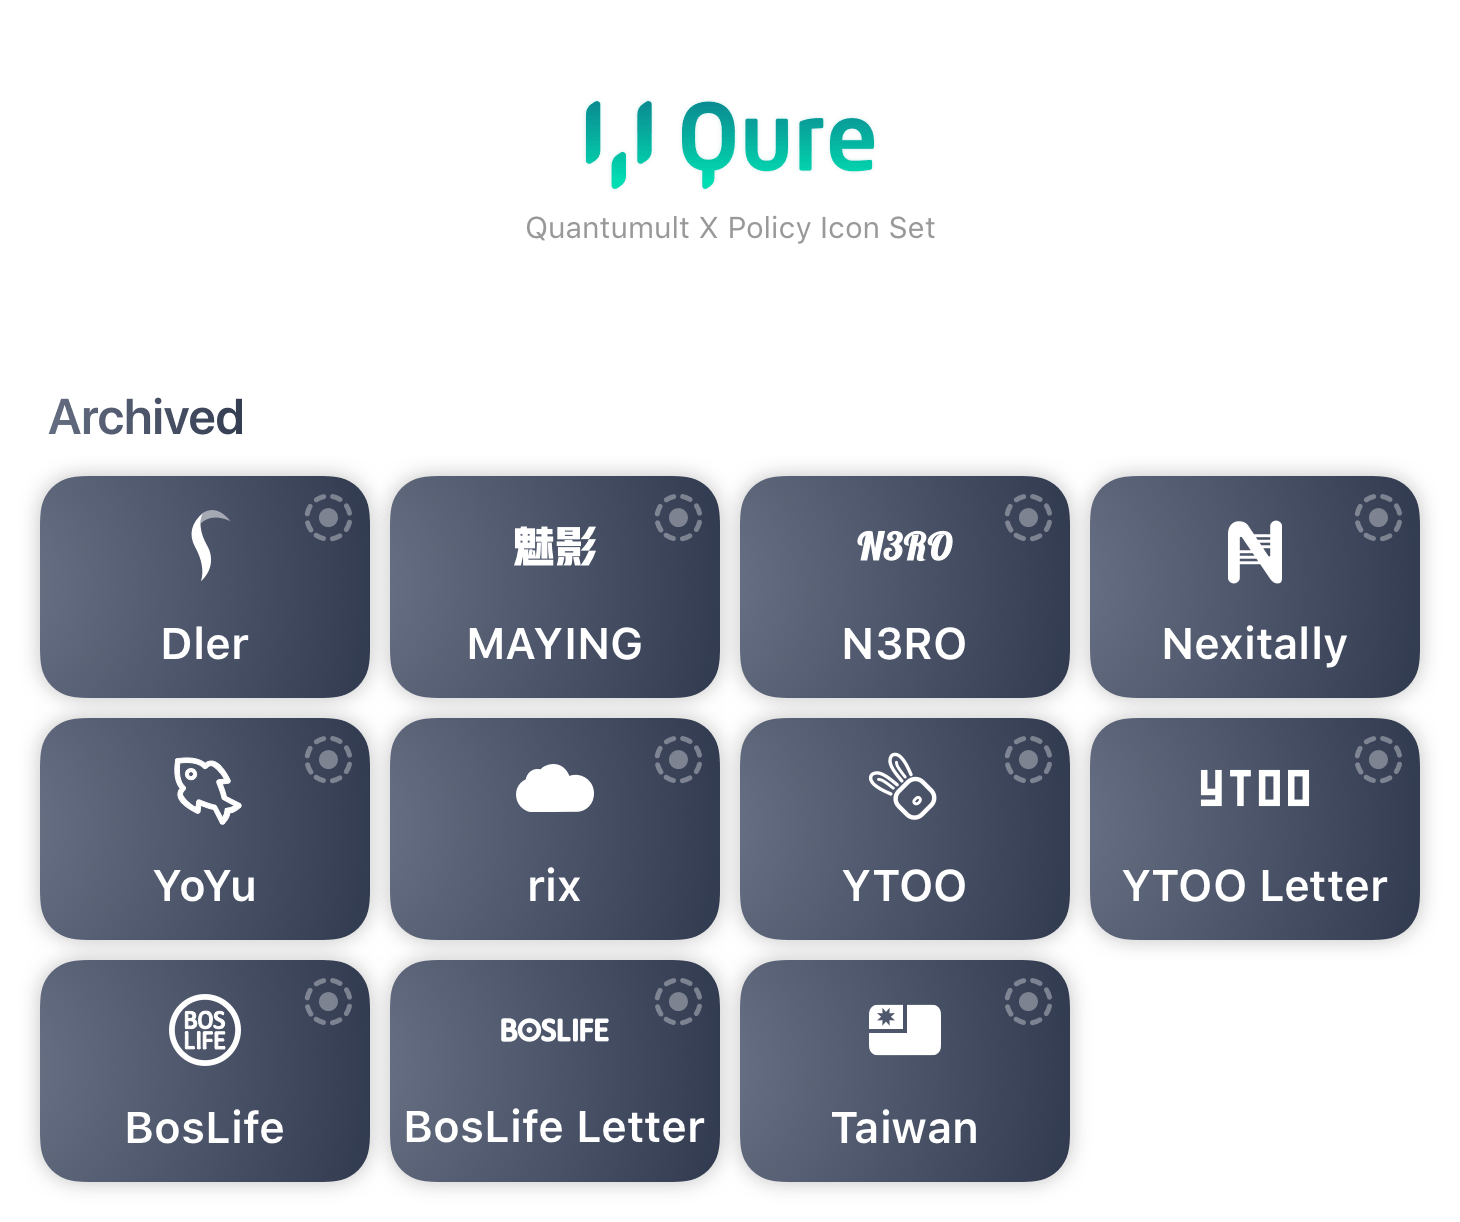 Qure
Quantumult X Policy Icon Set
Archived
魅影
N3RO
Dler
MAYING
N3RO
Nexitally
YTOO
YoYu
rix
YTOO
YTOO Letter
BOS
LIFE
BOSLIFE
BosLife
BosLife Letter
Taiwan